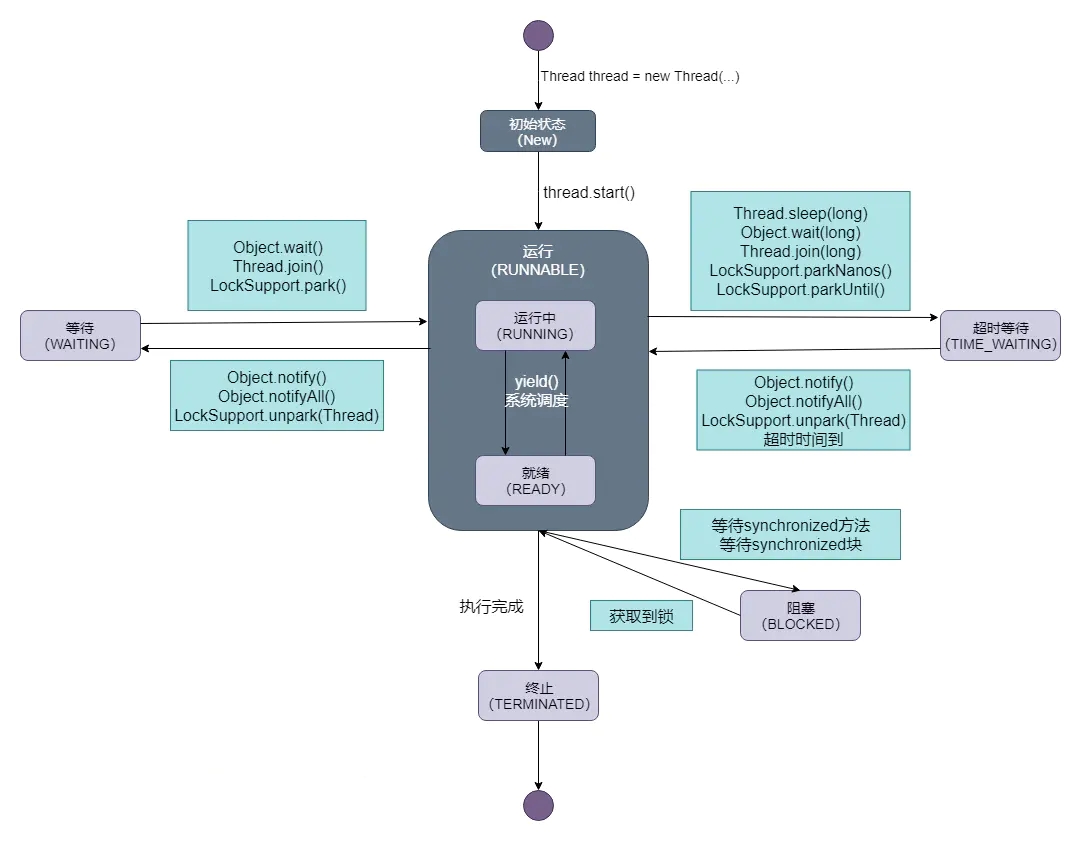 Thread thread = new Thread(...)
初始状态
（New）
thread.start()
Object.wait()
Thread.join()
LockSupport.park()
Thread.sleep(long)
Object.wait(long)
Thread.join(long)
LockSupport.parkNanos()
LockSupport.parkUntil()
运行
(RUNNABLE)
运行中
（RUNNING）
等待
（WAITING）
超时等待
（TIME_WAITING）
Object.notify()
Object.notifyAll()
LockSupport.unpark(Thread)
yield()
系统调度
Object.notify()
Object.notifyAll()
LockSupport.unpark(Thread)
超时时间到
就绪
（READY）
等待synchronized方法
等待synchronized块
执行完成
获取到锁
阻塞
（BLOCKED）
终止
（TERMINATED）